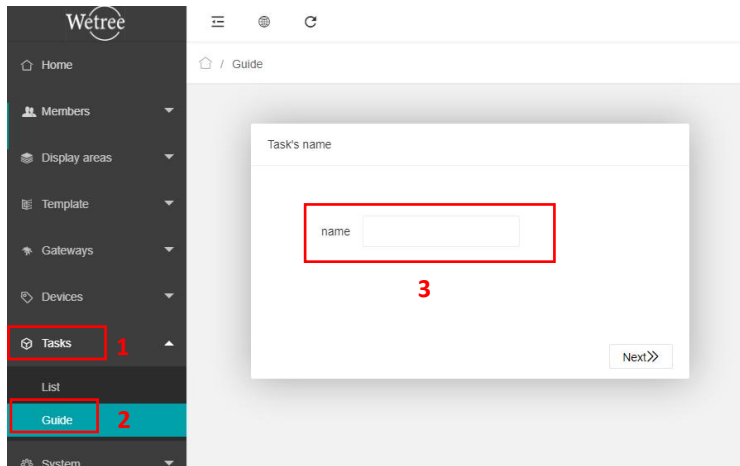 Wetree
Home
Members
Display areas
Template
Gateways
Devices
Tasks 1
List
Guide 2
System
/ Guide
Task's name
name
3
Next